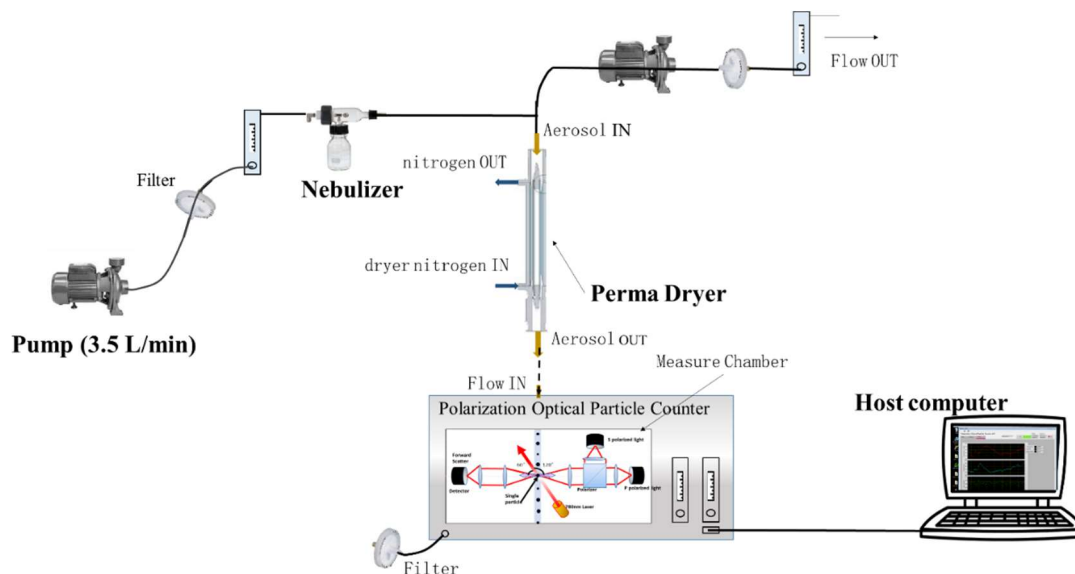 Flow OUT
Aerosol IN
nitrogen OUT
Filter
Nebulizer
dryer nitrogen IN
Perma Dryer
Pump (3.5 L/min)
Aerosol OUT
Measure Chamber
Flow IN
Polarization Optical Particle Counter
Host computer
S polarized light
Forward
Scatter
Detector
Single
particle
Polarizer
P polarized light
780nm Laser
Filter